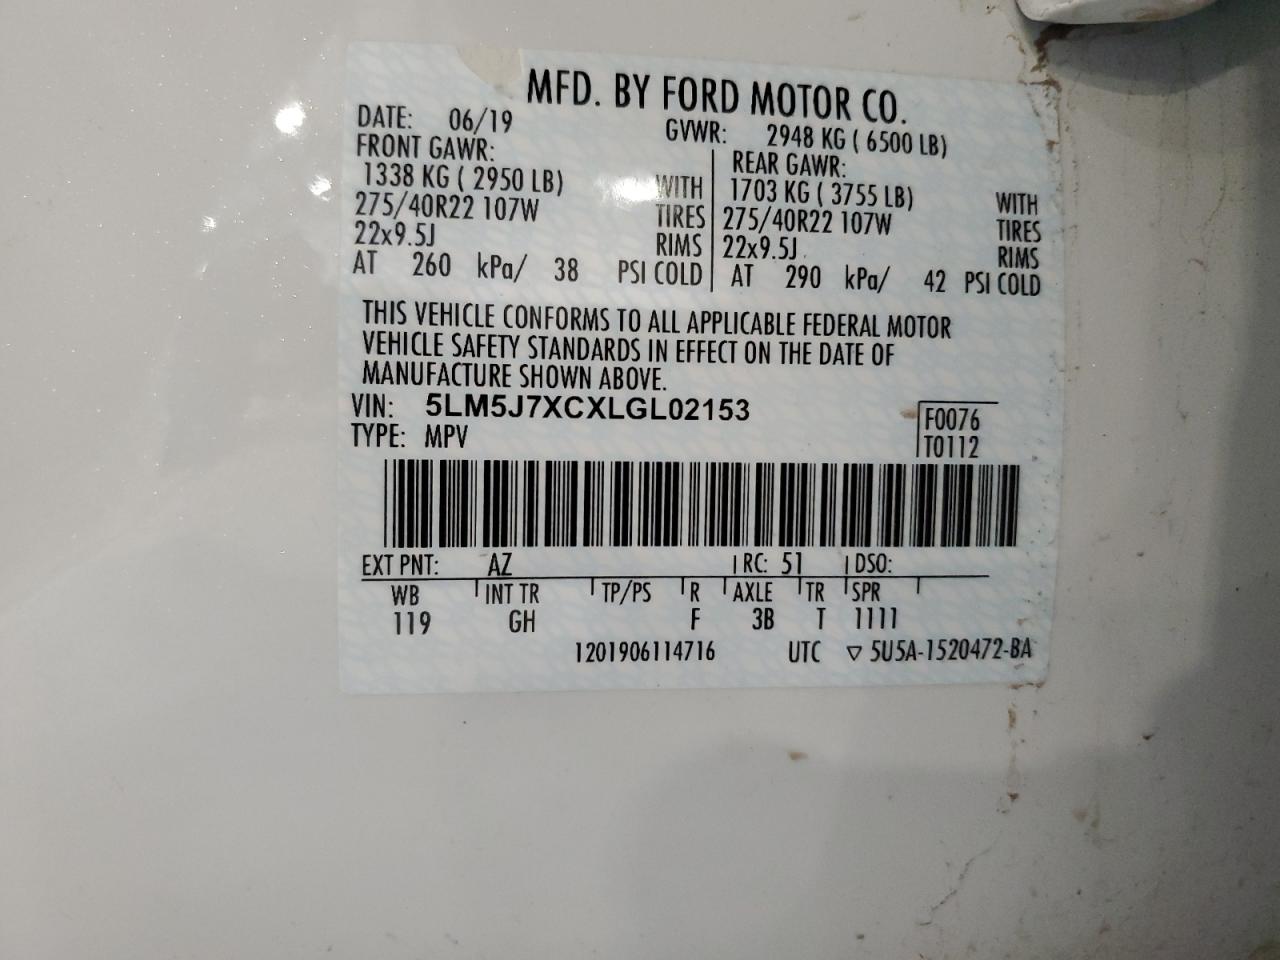 MFD. BY FORD MOTOR CO.
DATE: 06/19 GVWR: 2948 KG ( 6500 LB)
FRONT GAWR: REAR GAWR:
1338 KG ( 2950 LB) WITH 1703 KG ( 3755 LB) WITH
275/40R22 107W TIRES 275/40R22 107W TIRES
22x9.5J RIMS 22x9.5J RIMS
AT 260 kPa/ 38 PSI COLD AT 290 kPa/ 42 PSI COLD
THIS VEHICLE CONFORMS TO ALL APPLICABLE FEDERAL MOTOR
VEHICLE SAFETY STANDARDS IN EFFECT ON THE DATE OF
MANUFACTURE SHOWN ABOVE.
VIN: 5LM5J7XCXLGL02153 F0076
TYPE: MPV T0112
EXT PNT: AZ RC: 51 DSO:
WB INT TR TP/PS R AXLE TR SPR
119 GH F 3B T 1111
1201906114716 UTC ▽ 5U5A-1520472-BA